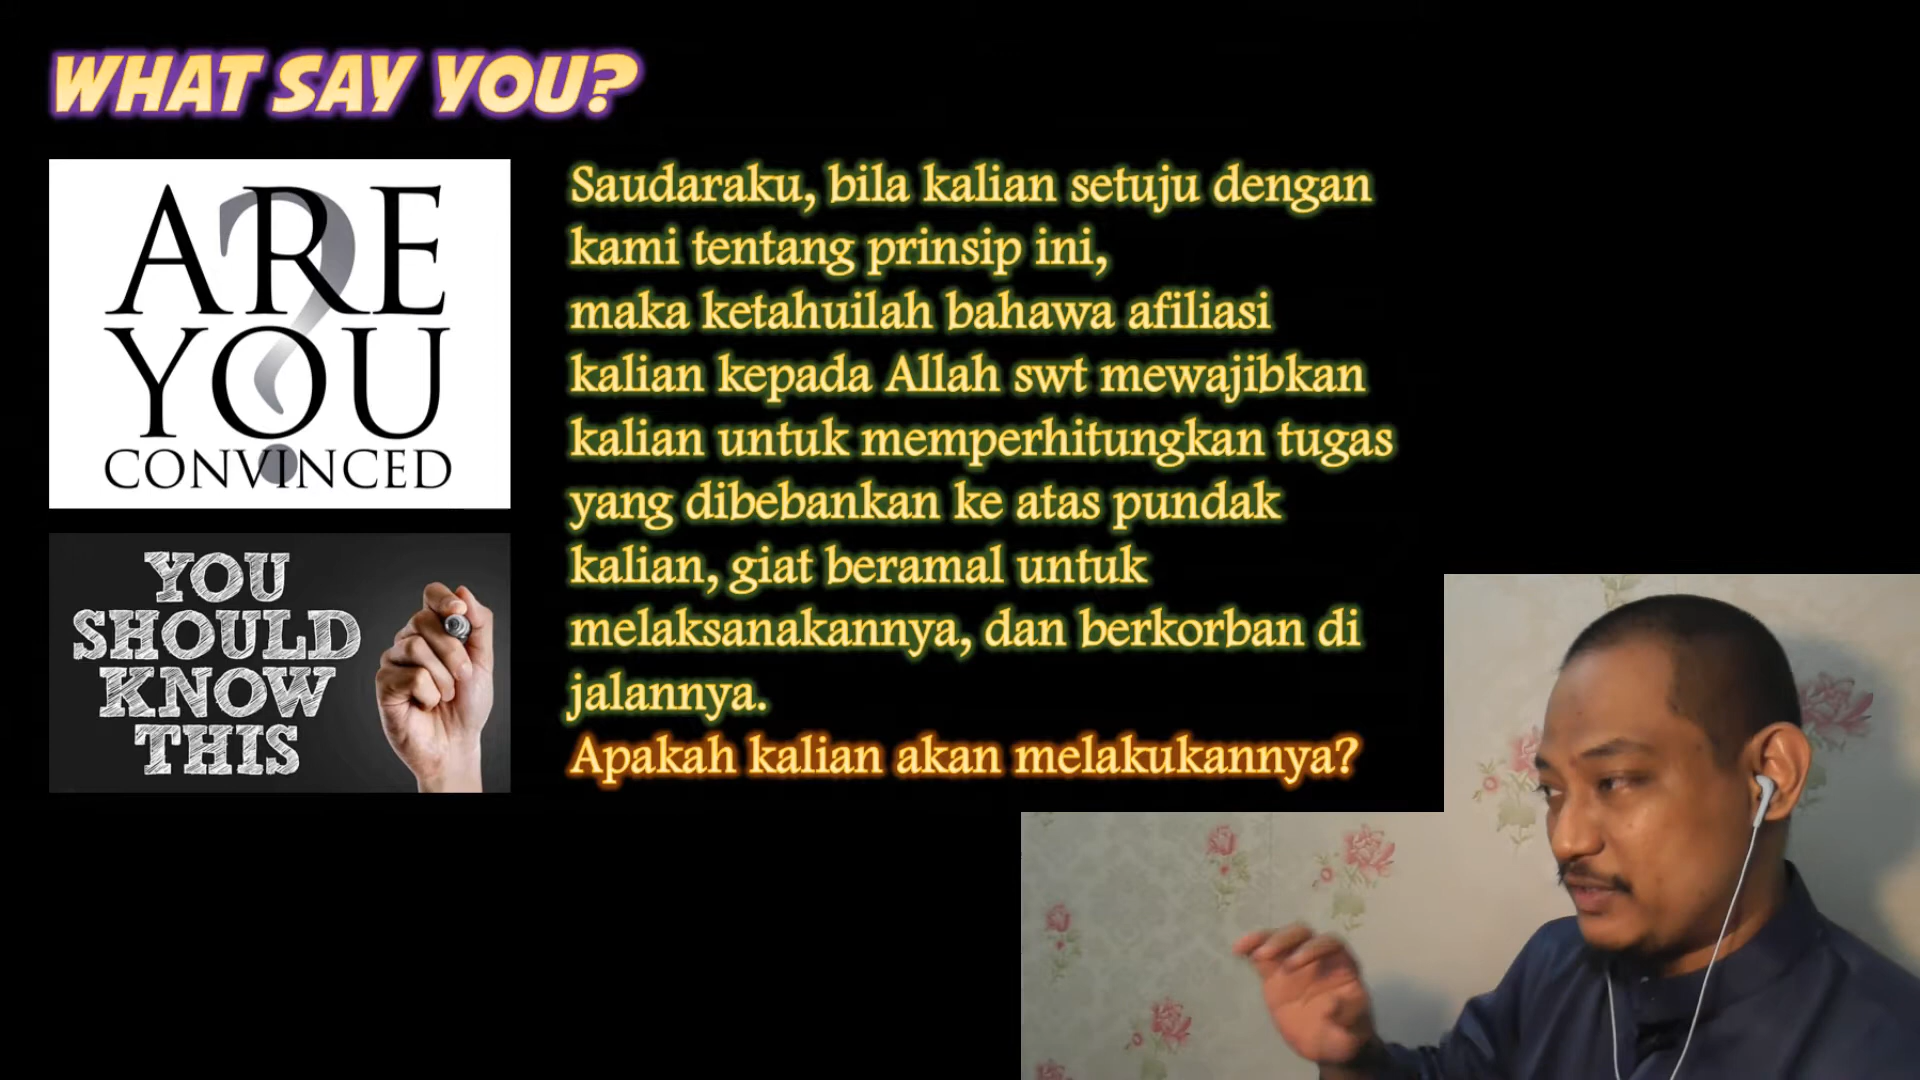 WHAT SAY YOU?
ARE
YOU
CONVINCED
?
YOU
SHOULD
KNOW
THIS
Saudaraku, bila kalian setuju dengan
kami tentang prinsip ini,
maka ketahuilah bahawa afiliasi
kalian kepada Allah swt mewajibkan
kalian untuk memperhitungkan tugas
yang dibebankan ke atas pundak
kalian, giat beramal untuk
melaksanakannya, dan berkorban di
jalannya.
Apakah kalian akan melakukannya?